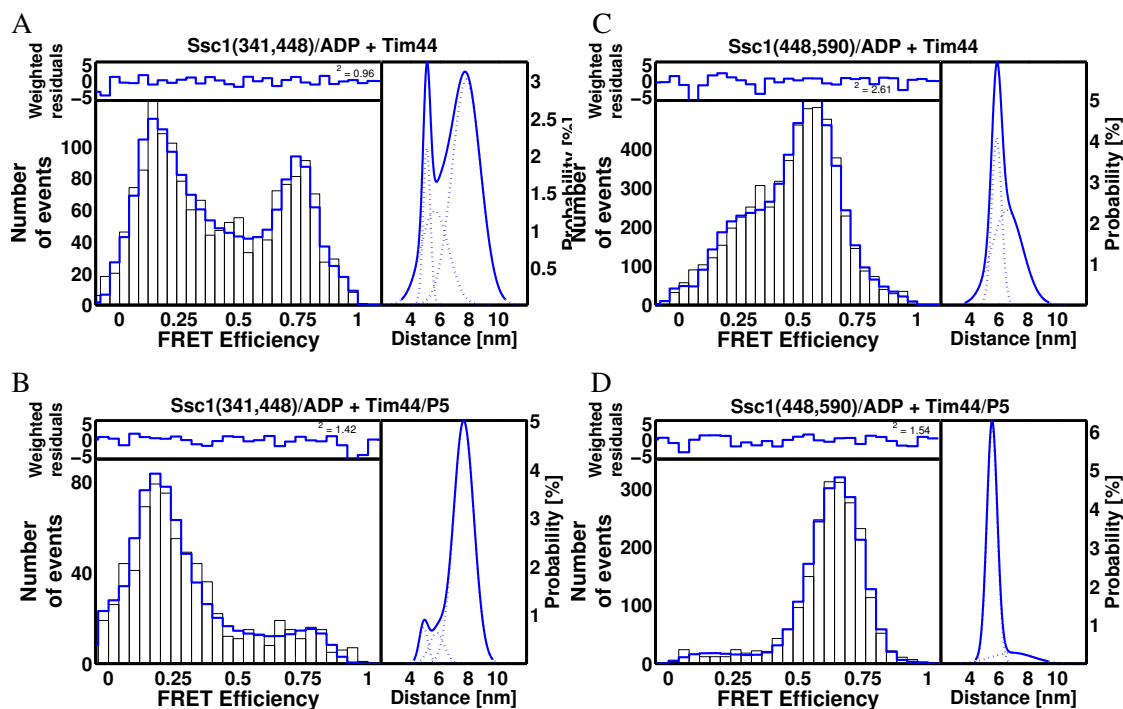 A
Ssc1(341,448)/ADP + Tim44
Weighted
residuals
5
0
−5
2 = 0.96
Number
of events
100
80
60
40
20
0
0 0.25 0.5 0.75 1
FRET Efficiency
3
2.5
2
1.5
1
0.5
Probability [%]
4 6 8 10
Distance [nm]
C
Ssc1(448,590)/ADP + Tim44
Weighted
residuals
5
0
−5
2 = 2.61
Number
of events
400
300
200
100
0
0 0.25 0.5 0.75 1
FRET Efficiency
5
4
3
2
1
Probability [%]
4 6 8 10
Distance [nm]
B
Ssc1(341,448)/ADP + Tim44/P5
Weighted
residuals
5
0
−5
2 = 1.42
Number
of events
80
40
0
0 0.25 0.5 0.75 1
FRET Efficiency
5
4
3
2
1
Probability [%]
4 6 8 10
Distance [nm]
D
Ssc1(448,590)/ADP + Tim44/P5
Weighted
residuals
5
0
−5
2 = 1.54
Number
of events
300
200
100
0
0 0.25 0.5 0.75 1
FRET Efficiency
6
5
4
3
2
1
Probability [%]
4 6 8 10
Distance [nm]